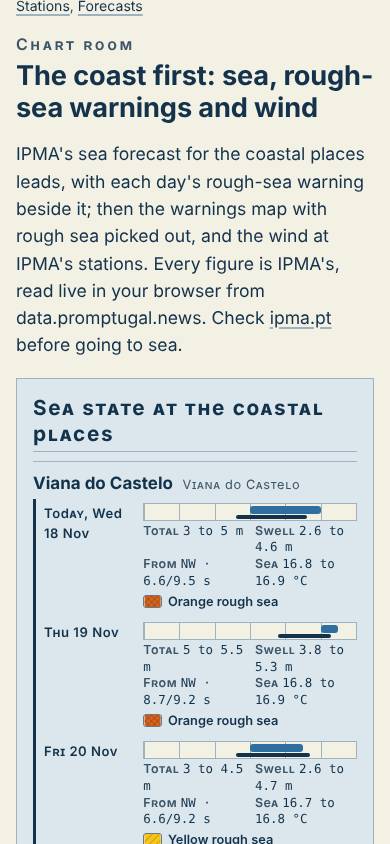 Stations, Forecasts
Chart room
The coast first: sea, rough-
sea warnings and wind
IPMA's sea forecast for the coastal places
leads, with each day's rough-sea warning
beside it; then the warnings map with
rough sea picked out, and the wind at
IPMA's stations. Every figure is IPMA's,
read live in your browser from
data.promptugal.news. Check ipma.pt
before going to sea.
Sea state at the coastal
places
Viana do Castelo Viana do Castelo
Today, Wed
18 Nov
Total 3 to 5 m Swell 2.6 to
4.6 m
From NW · Sea 16.8 to
6.6/9.5 s 16.9 °C
Orange rough sea
Thu 19 Nov
Total 5 to 5.5 Swell 3.8 to
m 5.3 m
From NW · Sea 16.8 to
8.7/9.2 s 16.9 °C
Orange rough sea
Fri 20 Nov
Total 3 to 4.5 Swell 2.6 to
m 4.7 m
From NW · Sea 16.7 to
6.6/9.2 s 16.8 °C
Yellow rough sea